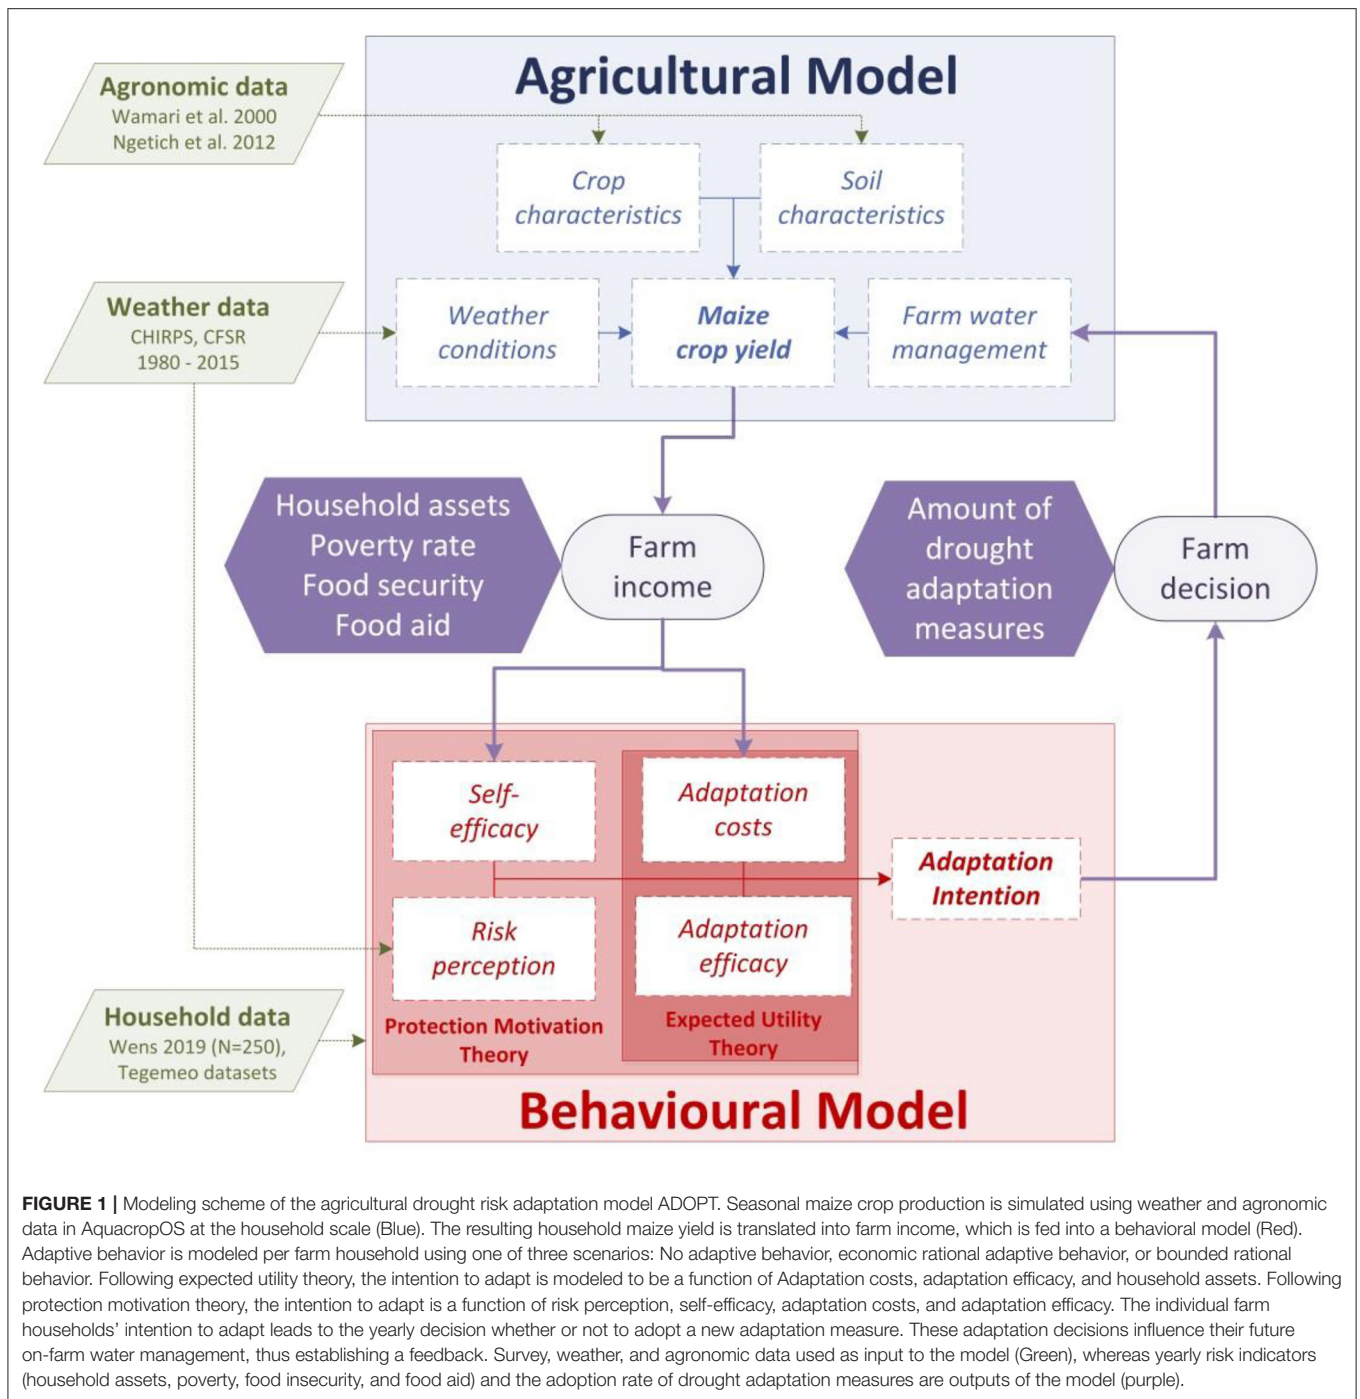 Agricultural Model
Agronomic data
Wamari et al. 2000
Ngetich et al. 2012
Crop
characteristics
Soil
characteristics
Weather data
CHIRPS, CFSR
1980 - 2015
Weather
conditions
Maize
crop yield
Farm water
management
Household assets
Poverty rate
Food security
Food aid
Farm
income
Amount of
drought
adaptation
measures
Farm
decision
Self-
efficacy
Adaptation
costs
Adaptation
Intention
Risk
perception
Adaptation
efficacy
Protection Motivation
Theory
Expected Utility
Theory
Household data
Wens 2019 (N=250),
Tegemeo datasets
Behavioural Model
FIGURE 1 | Modeling scheme of the agricultural drought risk adaptation model ADOPT. Seasonal maize crop production is simulated using weather and agronomic
data in AquacropOS at the household scale (Blue). The resulting household maize yield is translated into farm income, which is fed into a behavioral model (Red).
Adaptive behavior is modeled per farm household using one of three scenarios: No adaptive behavior, economic rational adaptive behavior, or bounded rational
behavior. Following expected utility theory, the intention to adapt is modeled to be a function of Adaptation costs, adaptation efficacy, and household assets. Following
protection motivation theory, the intention to adapt is a function of risk perception, self-efficacy, adaptation costs, and adaptation efficacy. The individual farm
households' intention to adapt leads to the yearly decision whether or not to adopt a new adaptation measure. These adaptation decisions influence their future
on-farm water management, thus establishing a feedback. Survey, weather, and agronomic data used as input to the model (Green), whereas yearly risk indicators
(household assets, poverty, food insecurity, and food aid) and the adoption rate of drought adaptation measures are outputs of the model (purple).